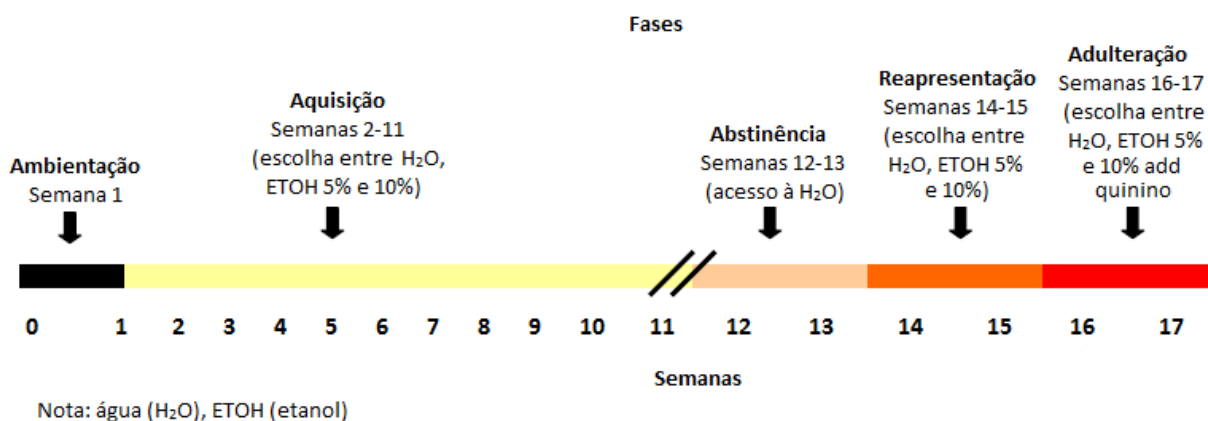 Fases
Ambientação
Semana 1
Aquisição
Semanas 2-11
(escolha entre H₂O,
ETOH 5% e 10%)
Abstinência
Semanas 12-13
(acesso à H₂O)
Reapresentação
Semanas 14-15
(escolha entre
H₂O, ETOH 5%
e 10%)
Adulteração
Semanas 16-17
(escolha entre
H₂O, ETOH 5%
e 10% add
quinino
0 1 2 3 4 5 6 7 8 9 10 11 12 13 14 15 16 17
Semanas
Nota: água (H₂O), ETOH (etanol)